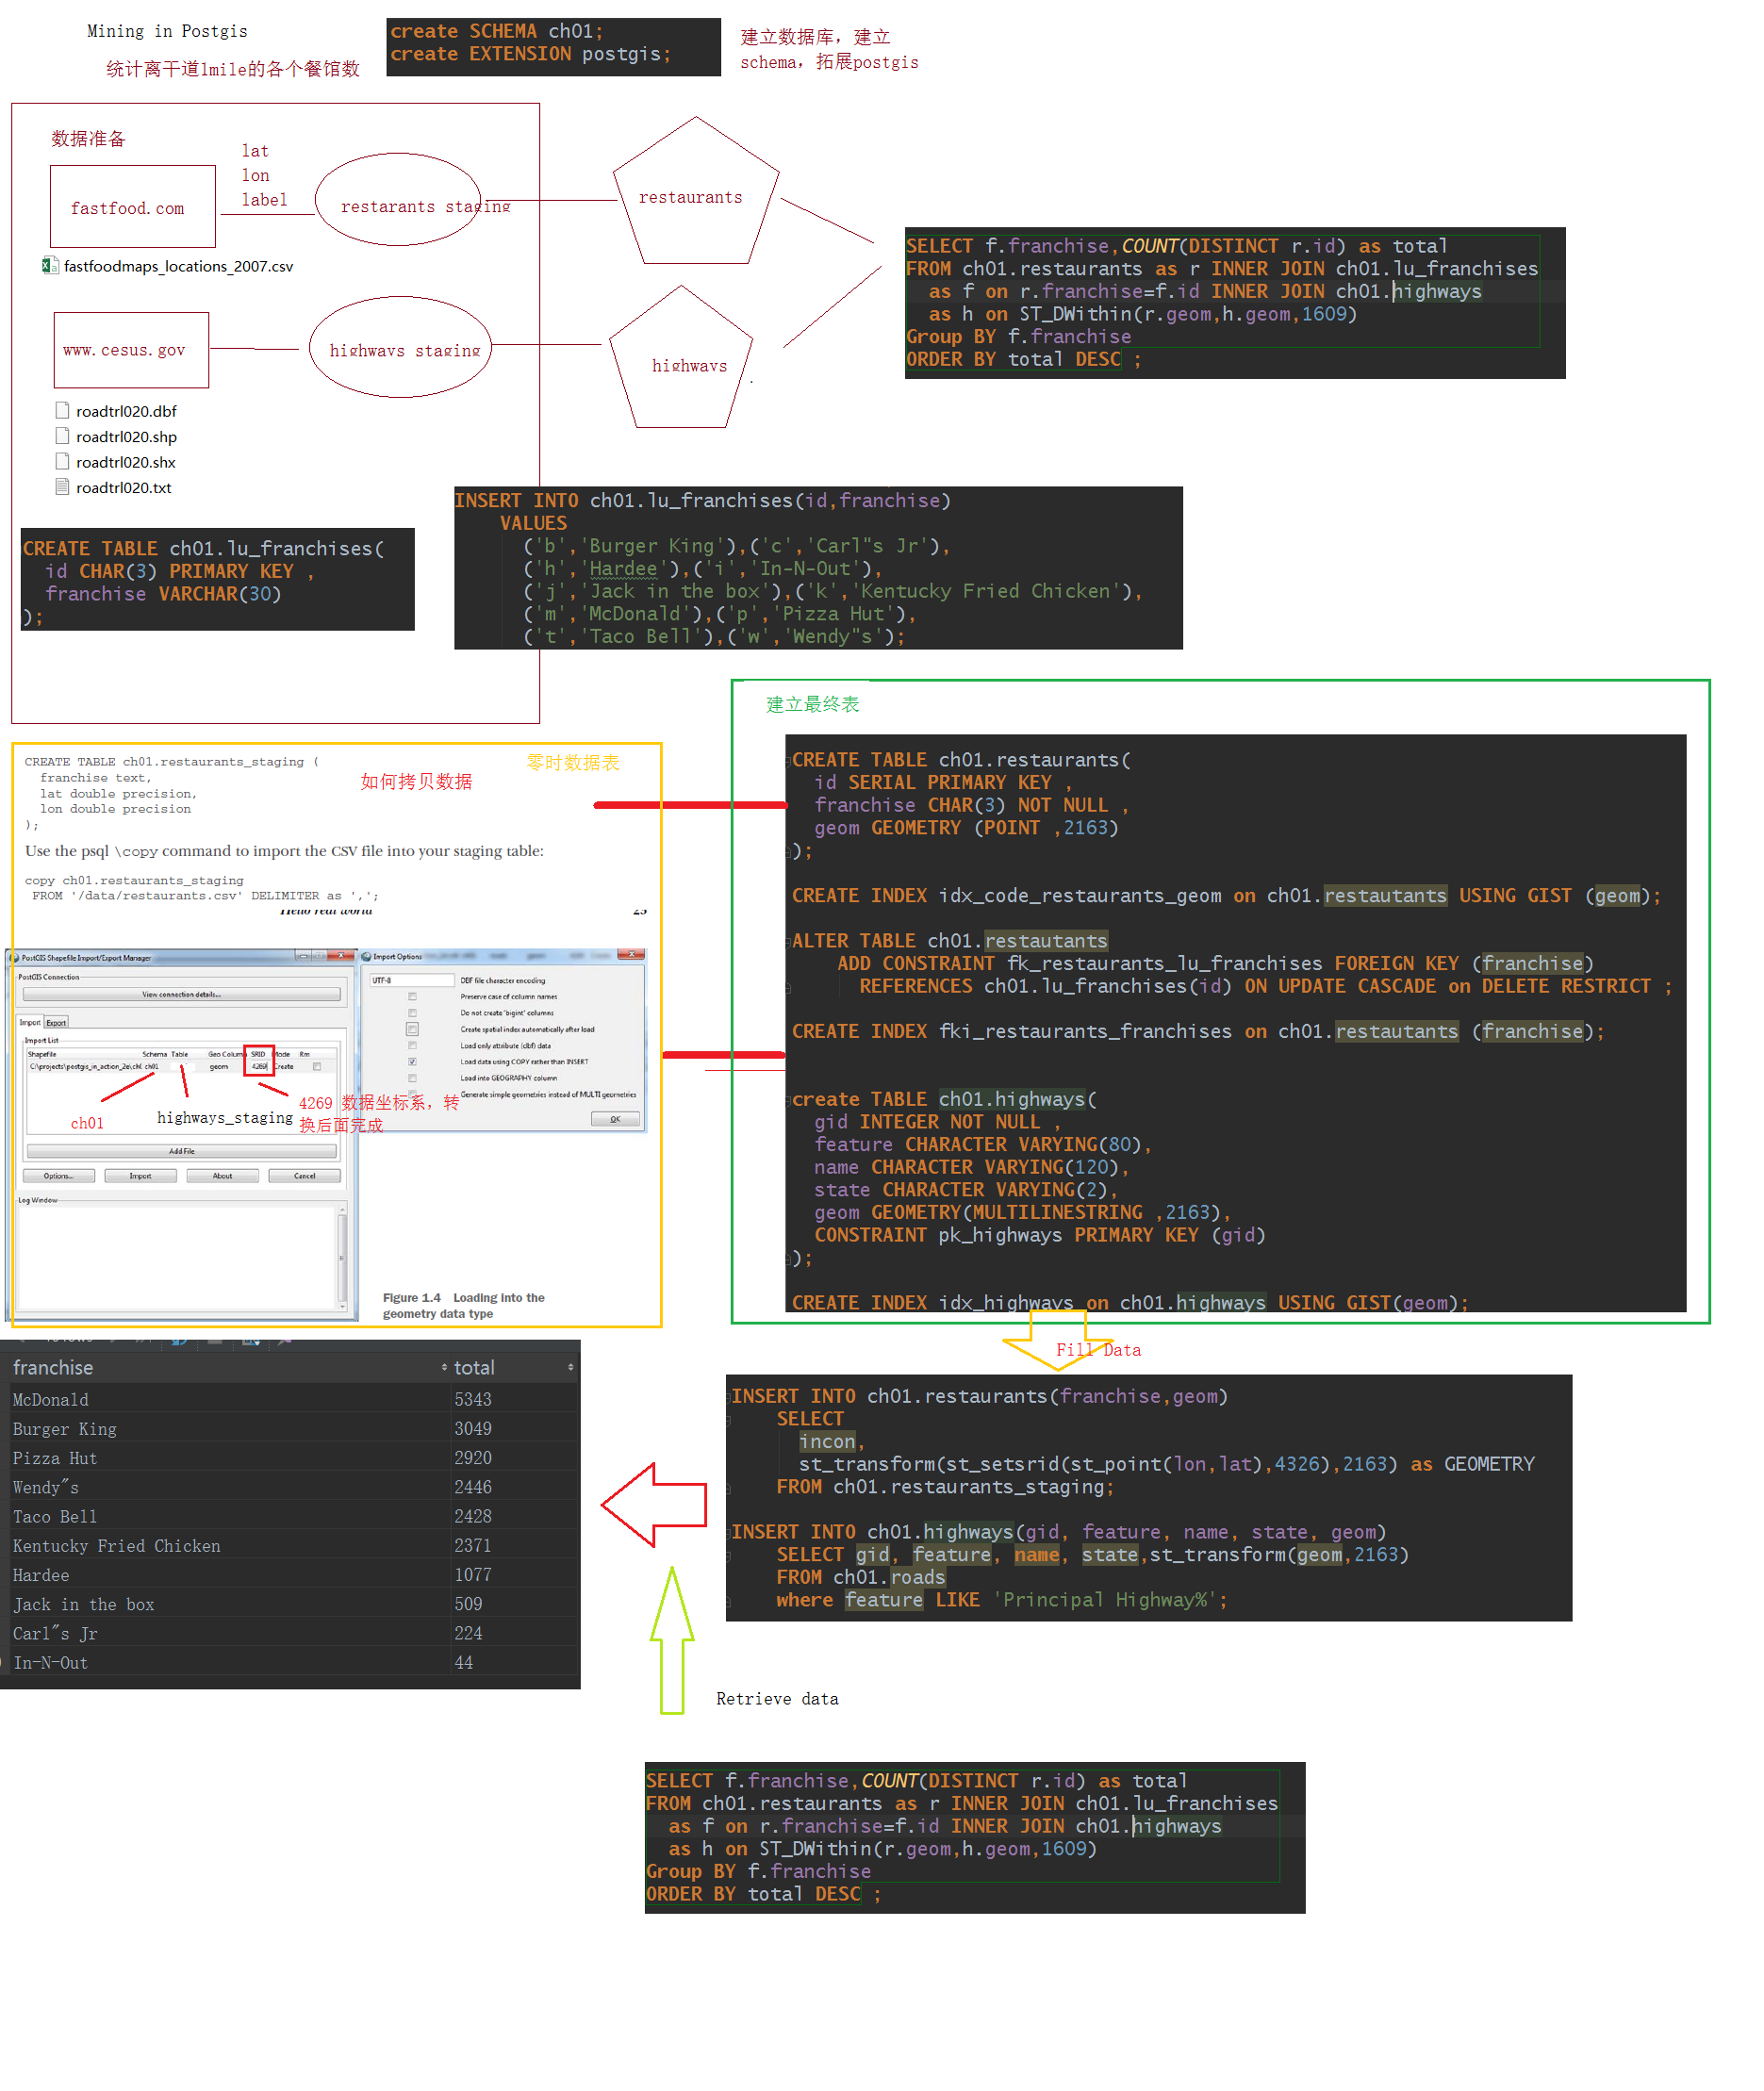 Mining in Postgis
统计离干道1mile的各个餐馆数
create SCHEMA ch01;
create EXTENSION postgis;
建立数据库，建立
schema，拓展postgis
数据准备
fastfood.com
lat
lon
label
restarants staging
restaurants
fastfoodmaps_locations_2007.csv
www.cesus.gov
highways staging
highways
roadtrl020.dbf
roadtrl020.shp
roadtrl020.shx
roadtrl020.txt
SELECT f.franchise,COUNT(DISTINCT r.id) as total
FROM ch01.restaurants as r INNER JOIN ch01.lu_franchises
as f on r.franchise=f.id INNER JOIN ch01.highways
as h on ST_DWithin(r.geom,h.geom,1609)
Group BY f.franchise
ORDER BY total DESC ;
CREATE TABLE ch01.lu_franchises(
id CHAR(3) PRIMARY KEY ,
franchise VARCHAR(30)
);
INSERT INTO ch01.lu_franchises(id,franchise)
VALUES
('b','Burger King'),('c','Carl"s Jr'),
('h','Hardee'),('i','In-N-Out'),
('j','Jack in the box'),('k','Kentucky Fried Chicken'),
('m','McDonald'),('p','Pizza Hut'),
('t','Taco Bell'),('w','Wendy"s');
零时数据表
如何拷贝数据
CREATE TABLE ch01.restaurants_staging (
franchise text,
lat double precision,
lon double precision
);
Use the psql \copy command to import the CSV file into your staging table:
copy ch01.restaurants_staging
FROM '/data/restaurants.csv' DELIMITER as ',';
Hello real world 23
PostGIS Shapefile Import/Export Manager
PostGIS Connection
View connection details...
Import Export
Import List
Shapefile Schema Table Geo Column SRID Mode Rm
C:\projects\postgis_in_action_2e\ch( ch01 geom 4269 Create
ch01
highways_staging
4269 数据坐标系，转
换后面完成
Add File
Options... Import About Cancel
Log Window
Import Options
UTF-8 DBF file character encoding
Preserve case of column names
Do not create 'bigint' columns
Create spatial index automatically after load
Load only attribute (dbf) data
Load data using COPY rather than INSERT
Load into GEOGRAPHY column
Generate simple geometries instead of MULTI geometries
OK
Figure 1.4 Loading into the
geometry data type
建立最终表
CREATE TABLE ch01.restaurants(
id SERIAL PRIMARY KEY ,
franchise CHAR(3) NOT NULL ,
geom GEOMETRY (POINT ,2163)
);
CREATE INDEX idx_code_restaurants_geom on ch01.restautants USING GIST (geom);
ALTER TABLE ch01.restautants
ADD CONSTRAINT fk_restaurants_lu_franchises FOREIGN KEY (franchise)
REFERENCES ch01.lu_franchises(id) ON UPDATE CASCADE on DELETE RESTRICT ;
CREATE INDEX fki_restaurants_franchises on ch01.restautants (franchise);
create TABLE ch01.highways(
gid INTEGER NOT NULL ,
feature CHARACTER VARYING(80),
name CHARACTER VARYING(120),
state CHARACTER VARYING(2),
geom GEOMETRY(MULTILINESTRING ,2163),
CONSTRAINT pk_highways PRIMARY KEY (gid)
);
CREATE INDEX idx_highways on ch01.highways USING GIST(geom);
Fill Data
INSERT INTO ch01.restaurants(franchise,geom)
SELECT
incon,
st_transform(st_setsrid(st_point(lon,lat),4326),2163) as GEOMETRY
FROM ch01.restaurants_staging;
INSERT INTO ch01.highways(gid, feature, name, state, geom)
SELECT gid, feature, name, state,st_transform(geom,2163)
FROM ch01.roads
where feature LIKE 'Principal Highway%';
franchise total
McDonald 5343
Burger King 3049
Pizza Hut 2920
Wendy"s 2446
Taco Bell 2428
Kentucky Fried Chicken 2371
Hardee 1077
Jack in the box 509
Carl"s Jr 224
In-N-Out 44
Retrieve data
SELECT f.franchise,COUNT(DISTINCT r.id) as total
FROM ch01.restaurants as r INNER JOIN ch01.lu_franchises
as f on r.franchise=f.id INNER JOIN ch01.highways
as h on ST_DWithin(r.geom,h.geom,1609)
Group BY f.franchise
ORDER BY total DESC ;